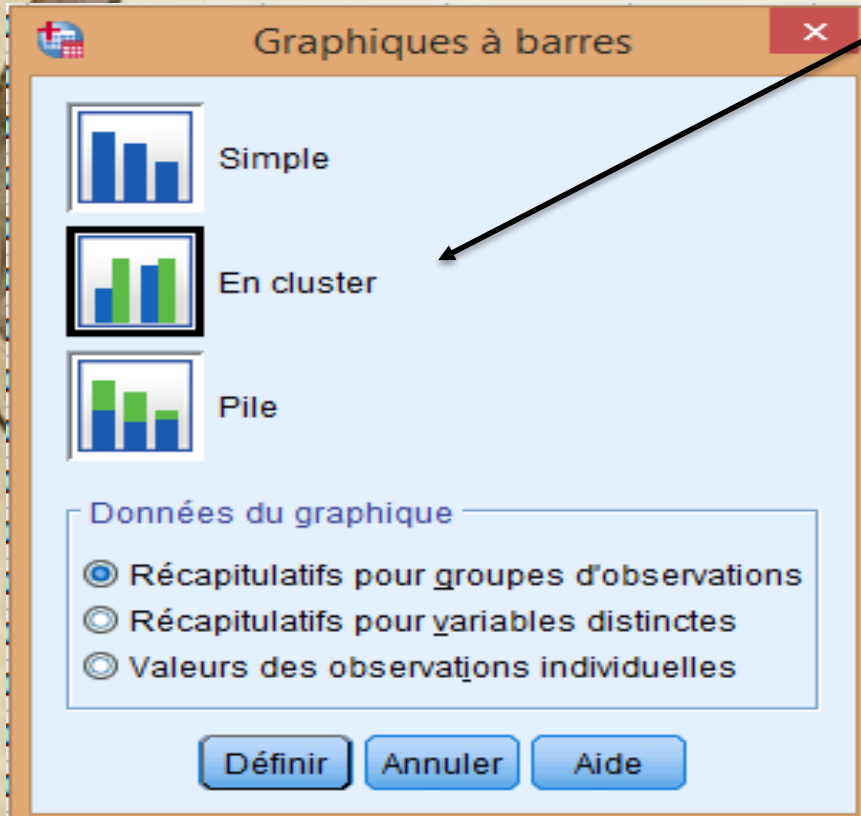 Graphiques à barres
Simple
En cluster
Pile
Données du graphique
Récapitulatifs pour groupes d'observations
Récapitulatifs pour variables distinctes
Valeurs des observations individuelles
Définir Annuler Aide